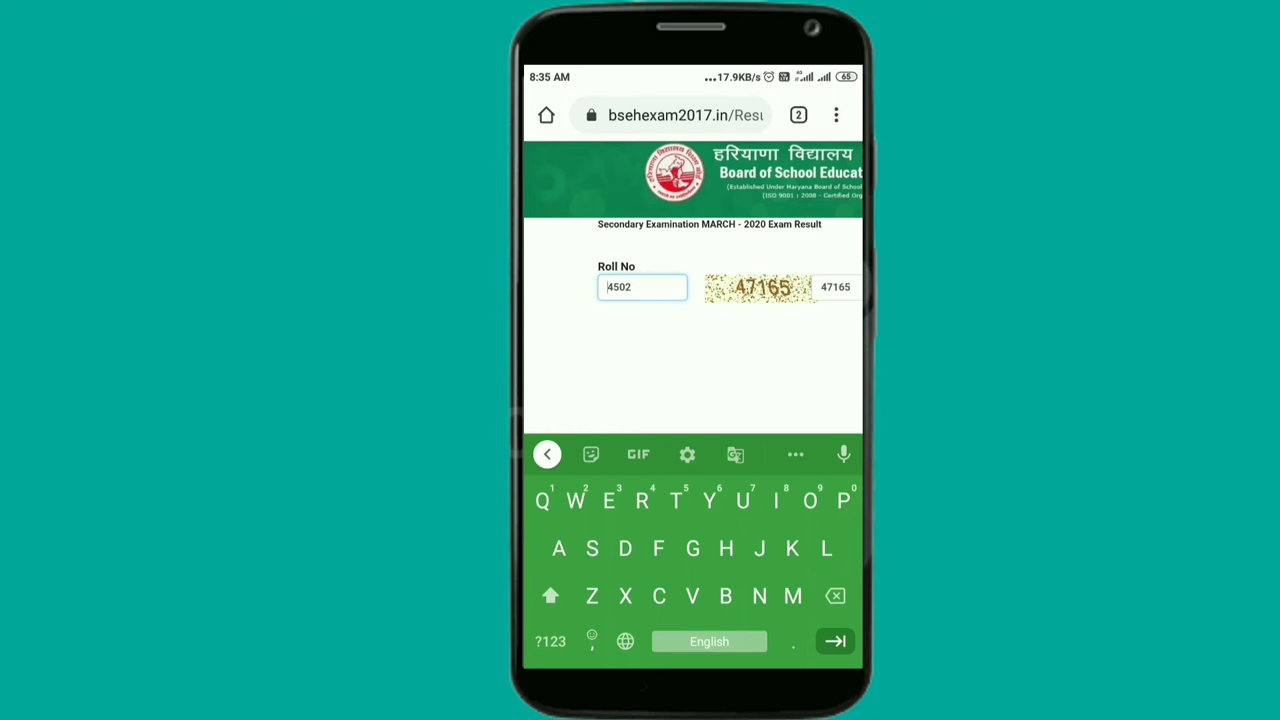 8:35 AM ...17.9KB/s 4G 65
bsehexam2017.in/Resu
2
हरियाणा विद्यालय
Board of School Educat
(Established Under Haryana Board of School
(ISO 9001 : 2008 - Certified Org
Secondary Examination MARCH - 2020 Exam Result
Roll No
4502 47165 47165
GIF
1 2 3 4 5 6 7 8 9 0
Q W E R T Y U I O P
A S D F G H J K L
Z X C V B N M
?123 , English .